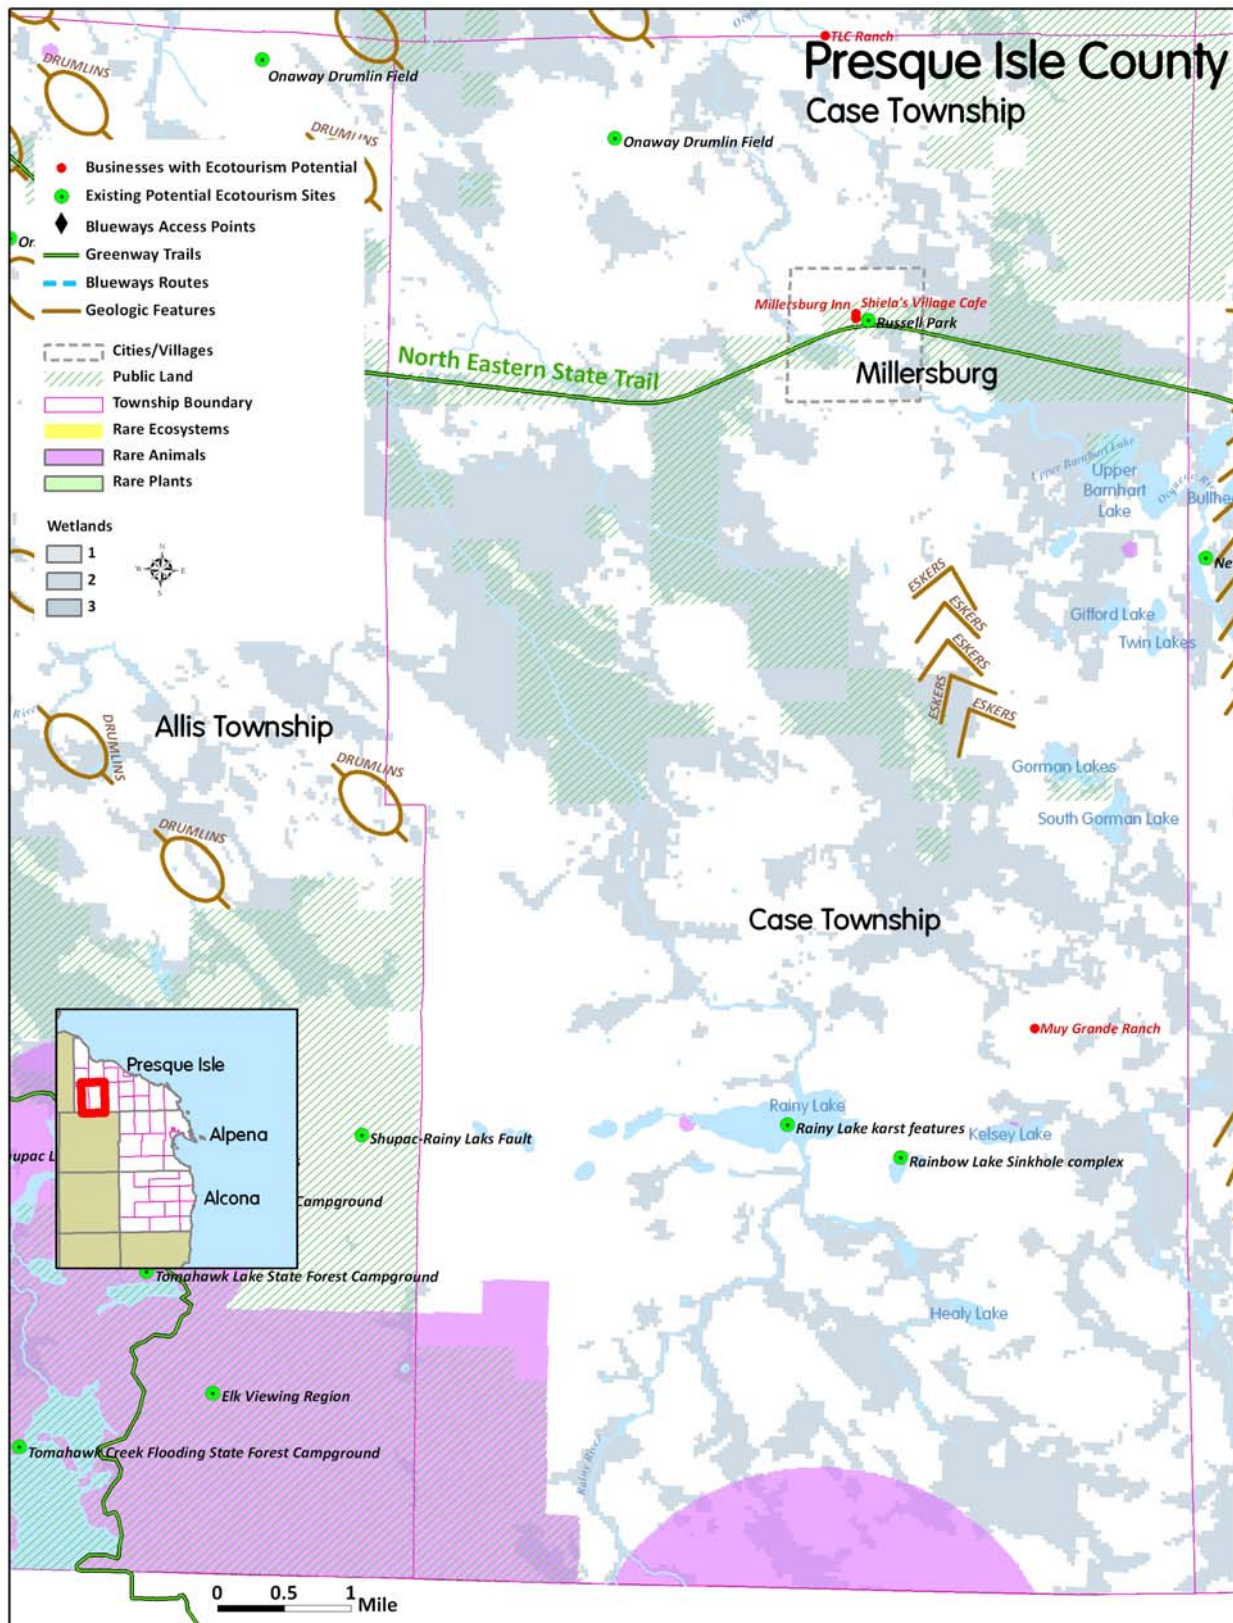 TLC Ranch
Presque Isle County
Case Township
DRUMLINS
Onaway Drumlin Field
DRUMLINS
Onaway Drumlin Field
Businesses with Ecotourism Potential
Existing Potential Ecotourism Sites
Blueways Access Points
Greenway Trails
Blueways Routes
Geologic Features
Cities/Villages
Public Land
Township Boundary
Rare Ecosystems
Rare Animals
Rare Plants
Wetlands
1
2
3
N
W
E
S
Millersburg Inn
Shiela's Village Cafe
Russell Park
North Eastern State Trail
Millersburg
Upper Barnhart Lake
Upper
Barnhart
Lake
ESKERS
ESKERS
ESKERS
ESKERS
ESKERS
Gifford Lake
Twin Lakes
River
DRUMLINS
Allis Township
DRUMLINS
DRUMLINS
Gorman Lakes
South Gorman Lake
Case Township
Muy Grande Ranch
Presque Isle
Alpena
Alcona
Rainy Lake
Rainy Lake karst features
Kelsey Lake
Shupac-Rainy Laks Fault
Rainbow Lake Sinkhole complex
Campground
Tomahawk Lake State Forest Campground
Healy Lake
Elk Viewing Region
Tomahawk Creek Flooding State Forest Campground
Rainy River
0 0.5 1
Mile